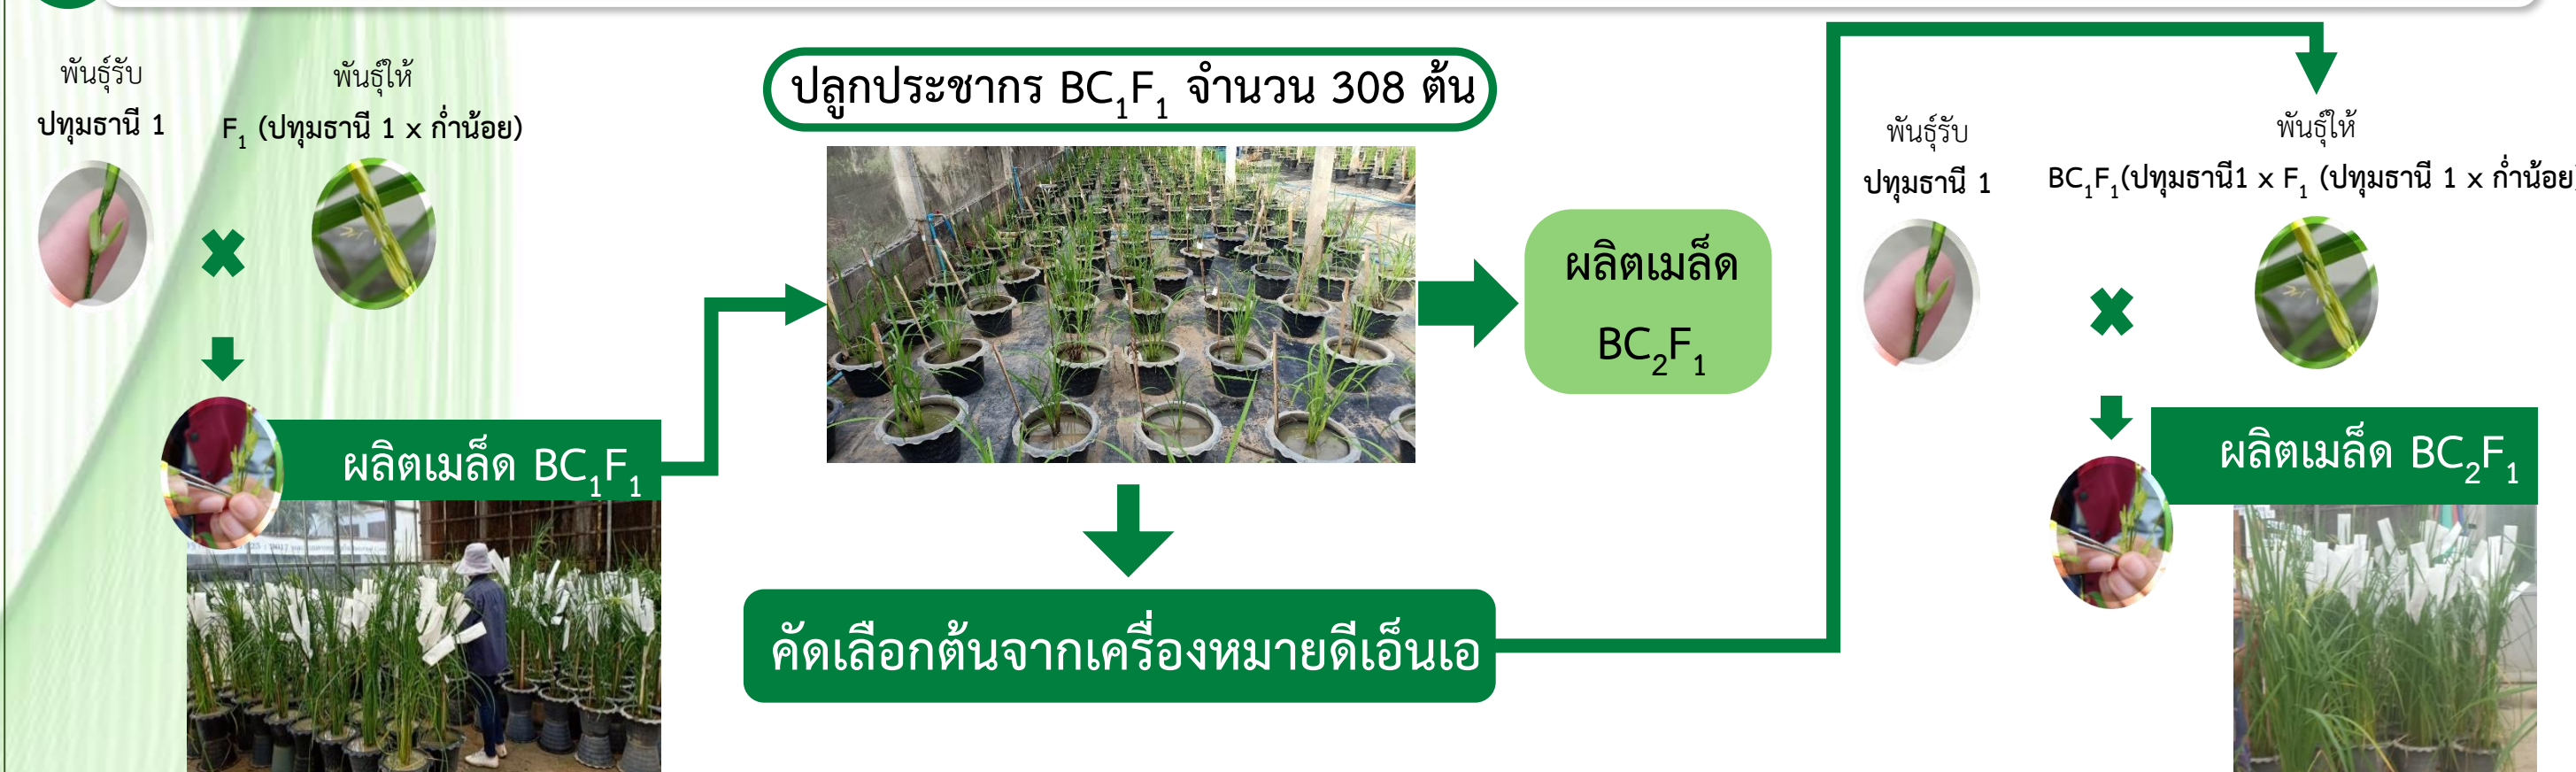 พันธุ์รับ
ปทุมธานี 1
พันธุ์ให้
F₁ (ปทุมธานี 1 x ก่ำน้อย)
ผลิตเมล็ด BC₁F₁
ปลูกประชากร BC₁F₁ จำนวน 308 ต้น
ผลิตเมล็ด
BC₂F₁
คัดเลือกต้นจากเครื่องหมายดีเอ็นเอ
พันธุ์รับ
ปทุมธานี 1
พันธุ์ให้
BC₁F₁(ปทุมธานี1 x F₁ (ปทุมธานี 1 x ก่ำน้อย)
ผลิตเมล็ด BC₂F₁